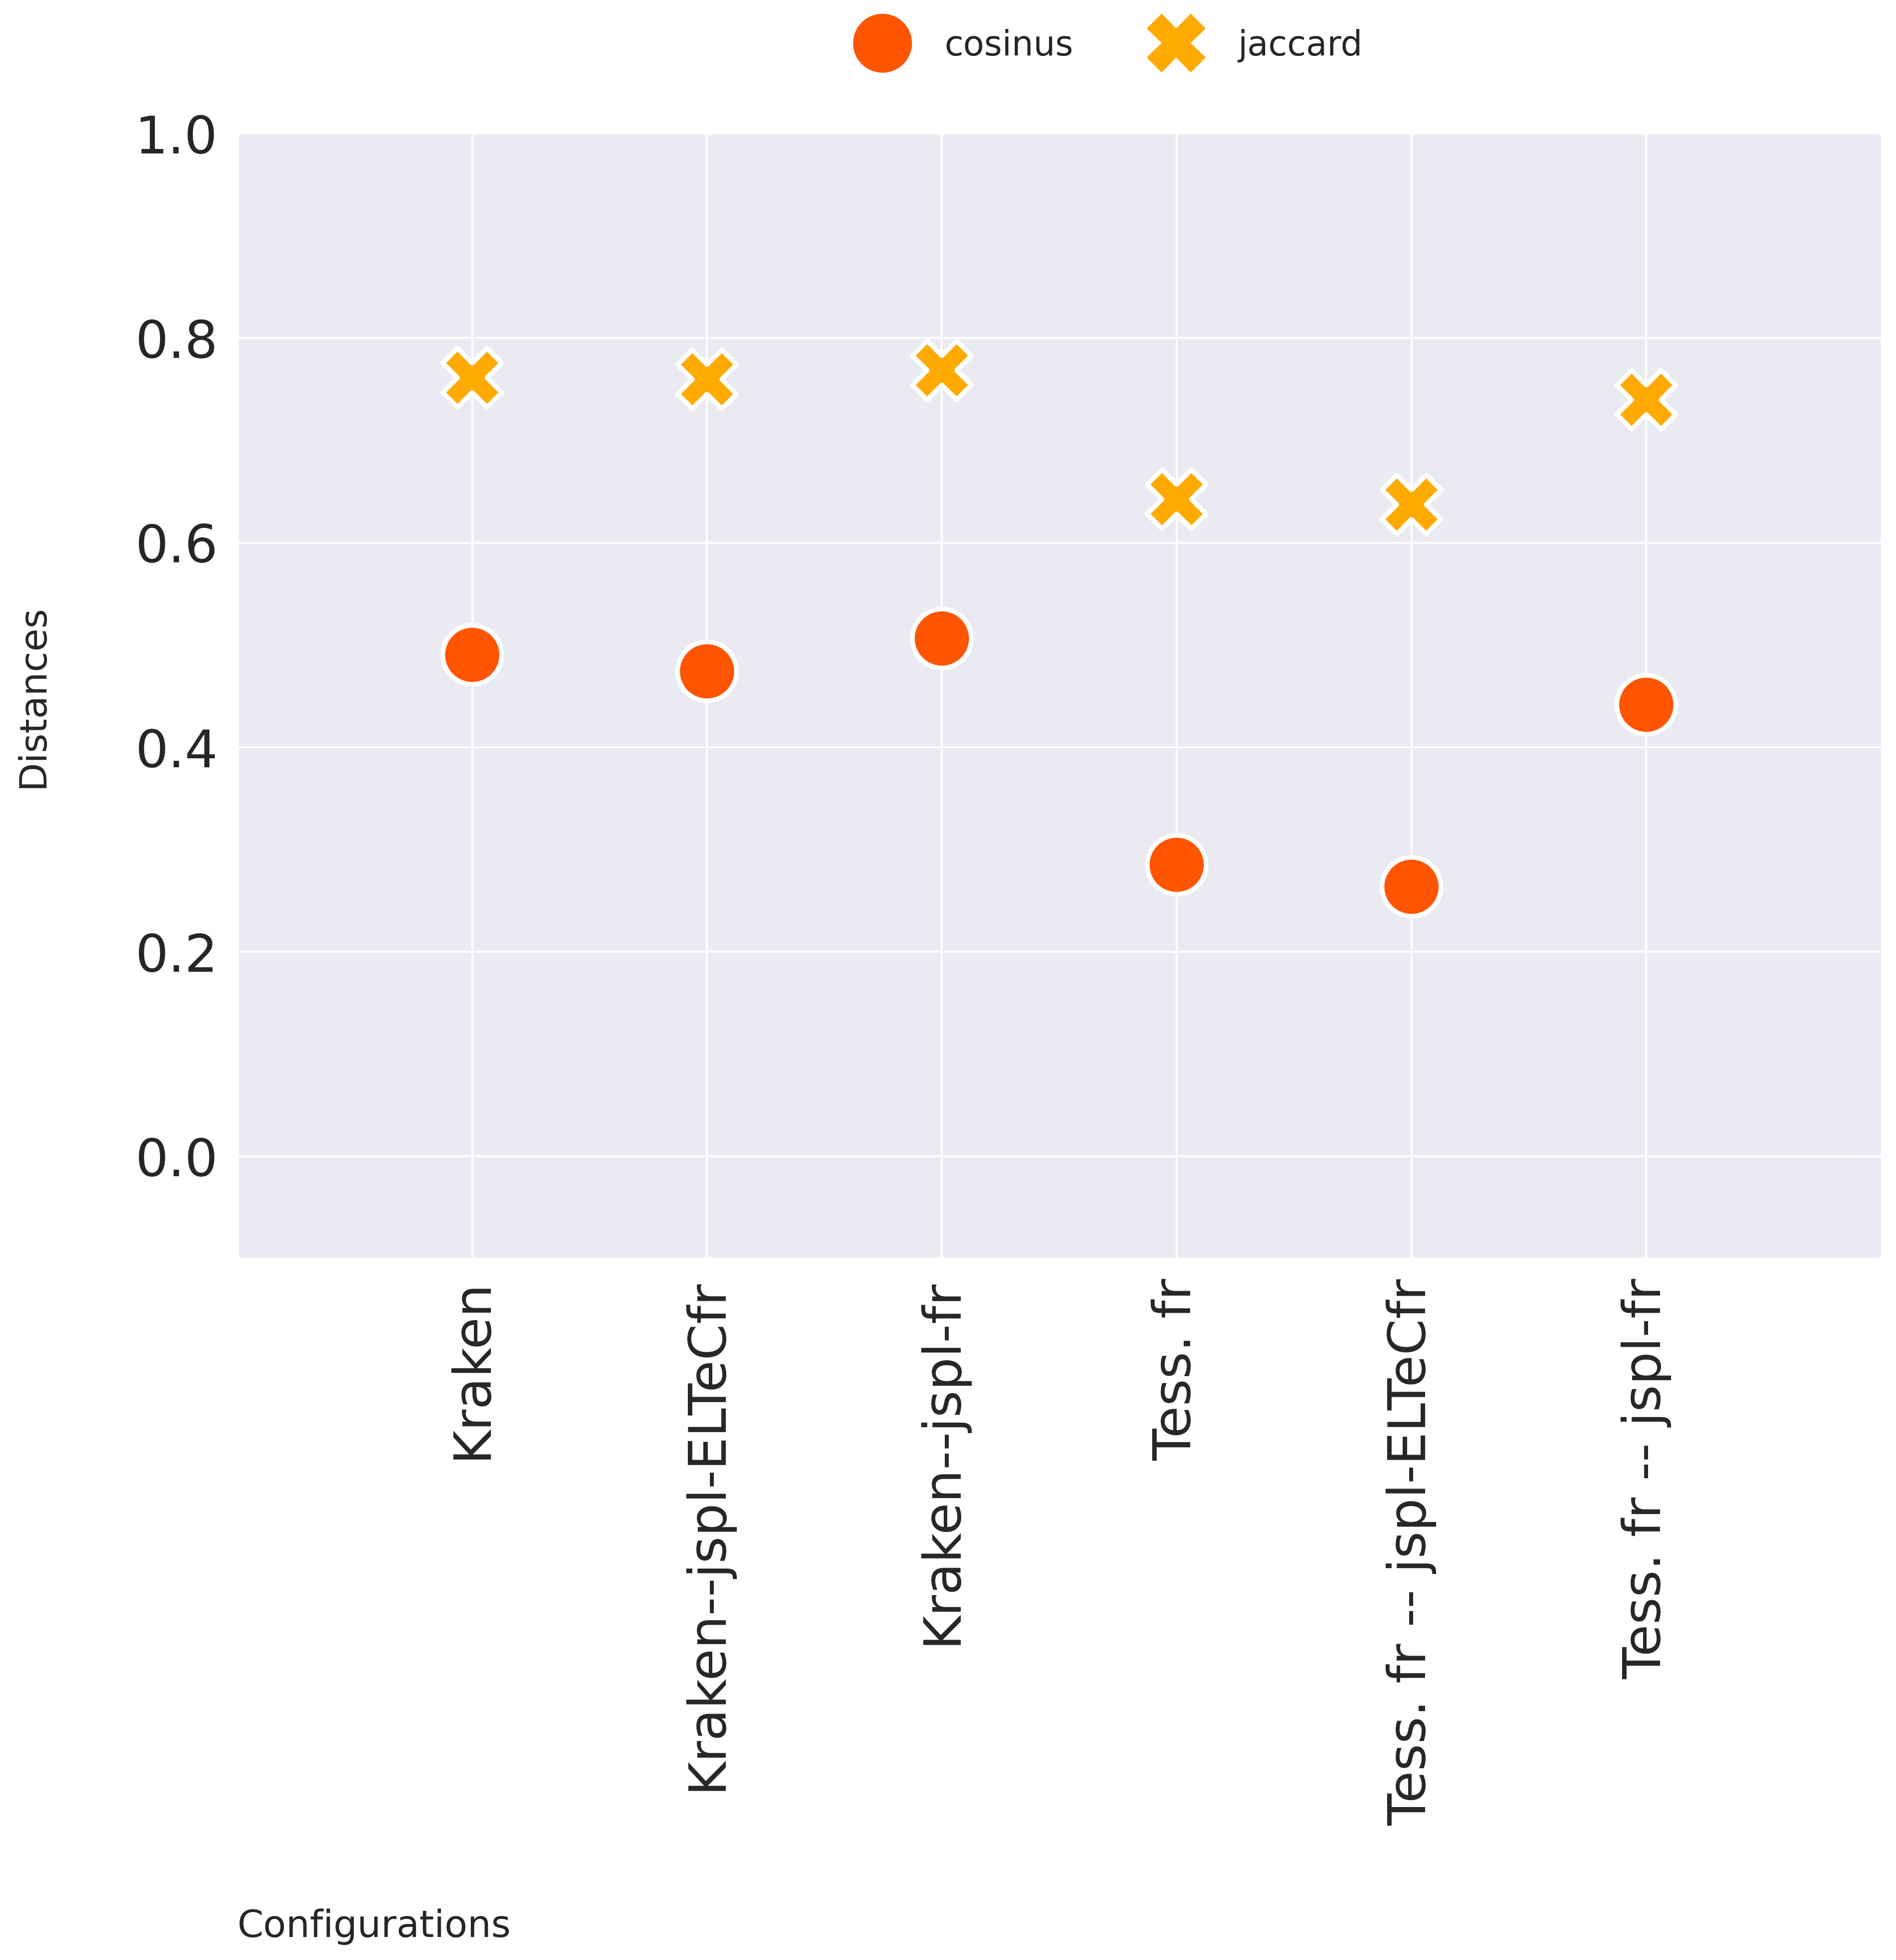 cosinus jaccard
1.0
0.8
0.6
0.4
0.2
0.0
Distances
Kraken
Kraken--jspl-ELTeCfr
Kraken--jspl-fr
Tess. fr
Tess. fr -- jspl-ELTeCfr
Tess. fr -- jspl-fr
Configurations